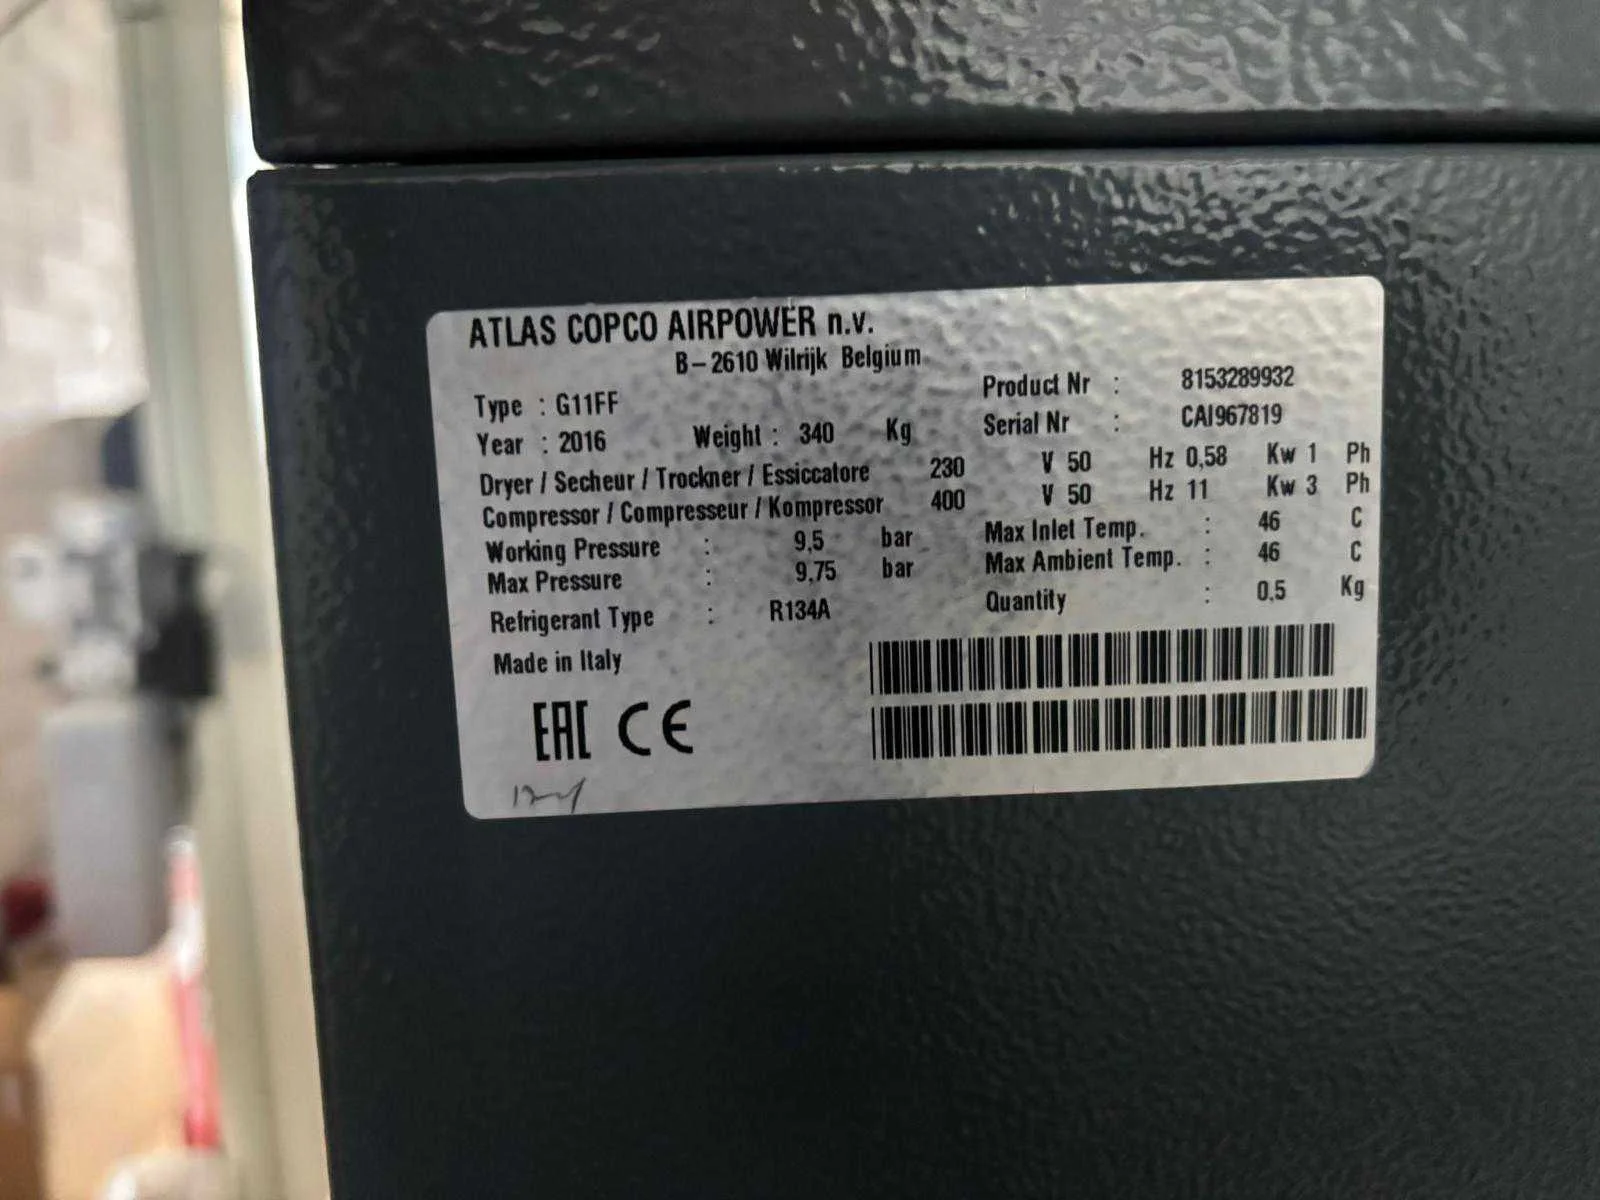 ATLAS COPCO AIRPOWER n.v.
B-2610 Wilrijk Belgium
Type : G11FF
Product Nr : 8153289932
Year : 2016 Weight : 340 Kg
Serial Nr : CAI967819
Dryer / Secheur / Trockner / Essiccatore 230 V 50 Hz 0,58 Kw 1 Ph
Compressor / Compresseur / Kompressor 400 V 50 Hz 11 Kw 3 Ph
Working Pressure : 9,5 bar Max Inlet Temp. : 46 C
Max Pressure : 9,75 bar Max Ambient Temp. : 46 C
Refrigerant Type : R134A Quantity : 0,5 Kg
Made in Italy
EAC CE